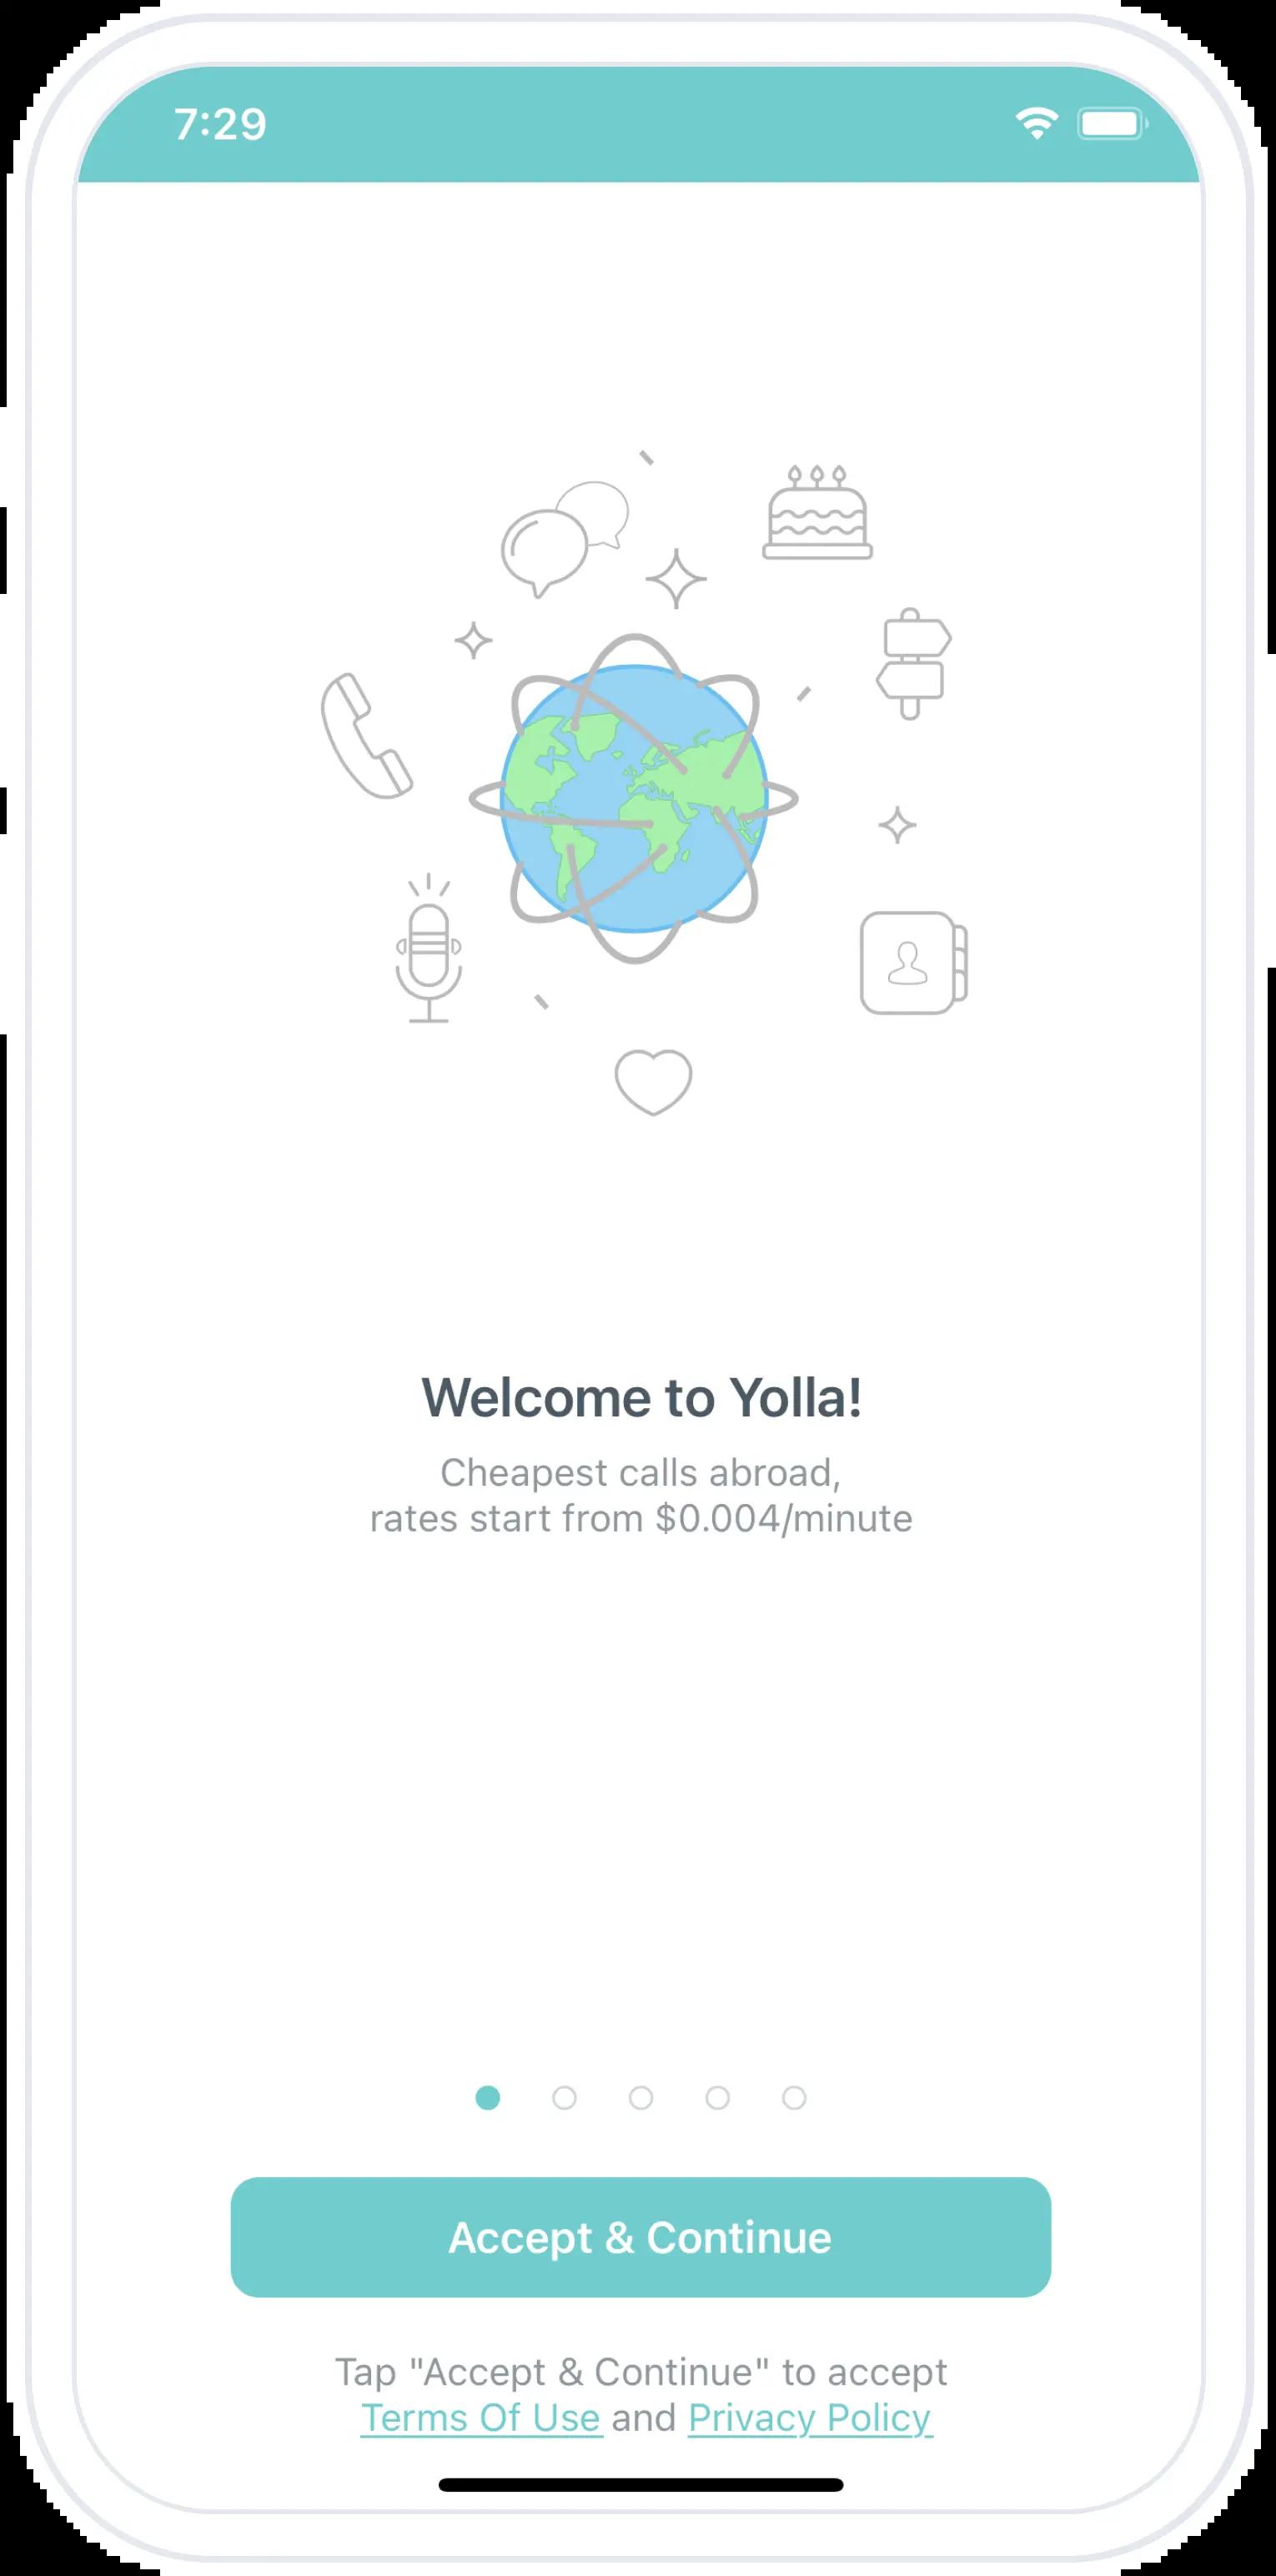 7:29
Welcome to Yolla!
Cheapest calls abroad,
rates start from $0.004/minute
Accept & Continue
Tap "Accept & Continue" to accept
Terms Of Use and Privacy Policy